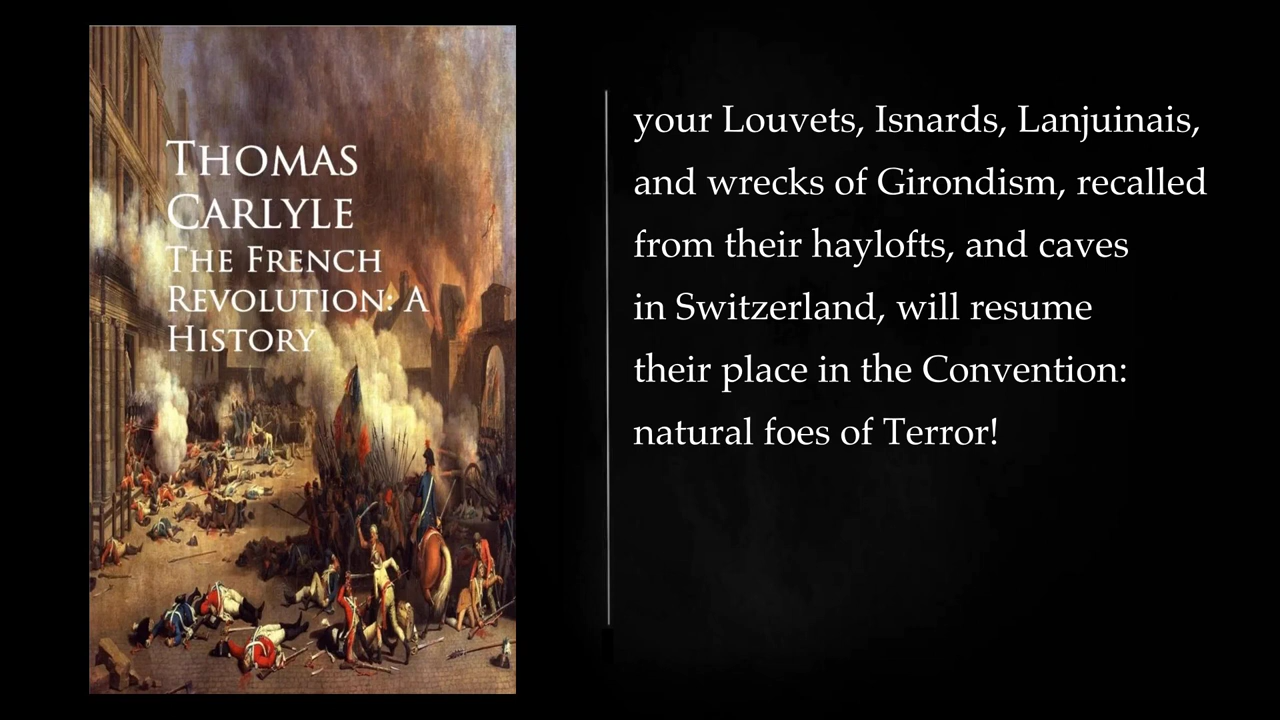 THOMAS
CARLYLE
THE FRENCH
REVOLUTION: A
HISTORY
your Louvets, Isnards, Lanjuinais,
and wrecks of Girondism, recalled
from their haylofts, and caves
in Switzerland, will resume
their place in the Convention:
natural foes of Terror!